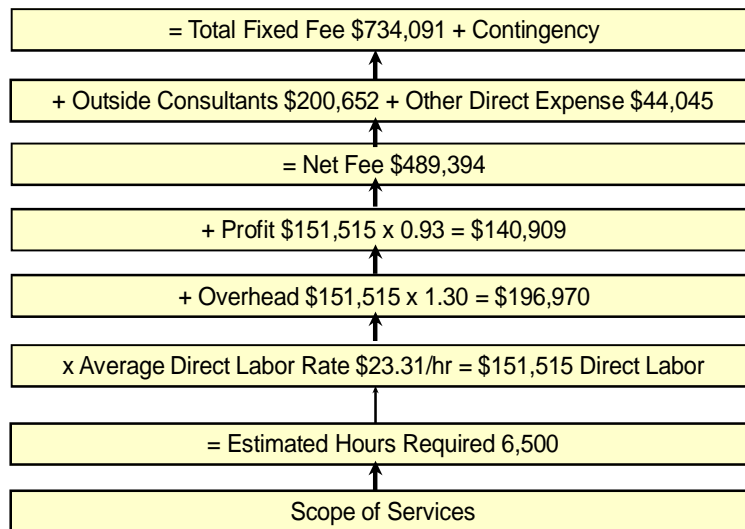 = Total Fixed Fee $734,091 + Contingency
+ Outside Consultants $200,652 + Other Direct Expense $44,045
= Net Fee $489,394
+ Profit $151,515 x 0.93 = $140,909
+ Overhead $151,515 x 1.30 = $196,970
x Average Direct Labor Rate $23.31/hr = $151,515 Direct Labor
= Estimated Hours Required 6,500
Scope of Services